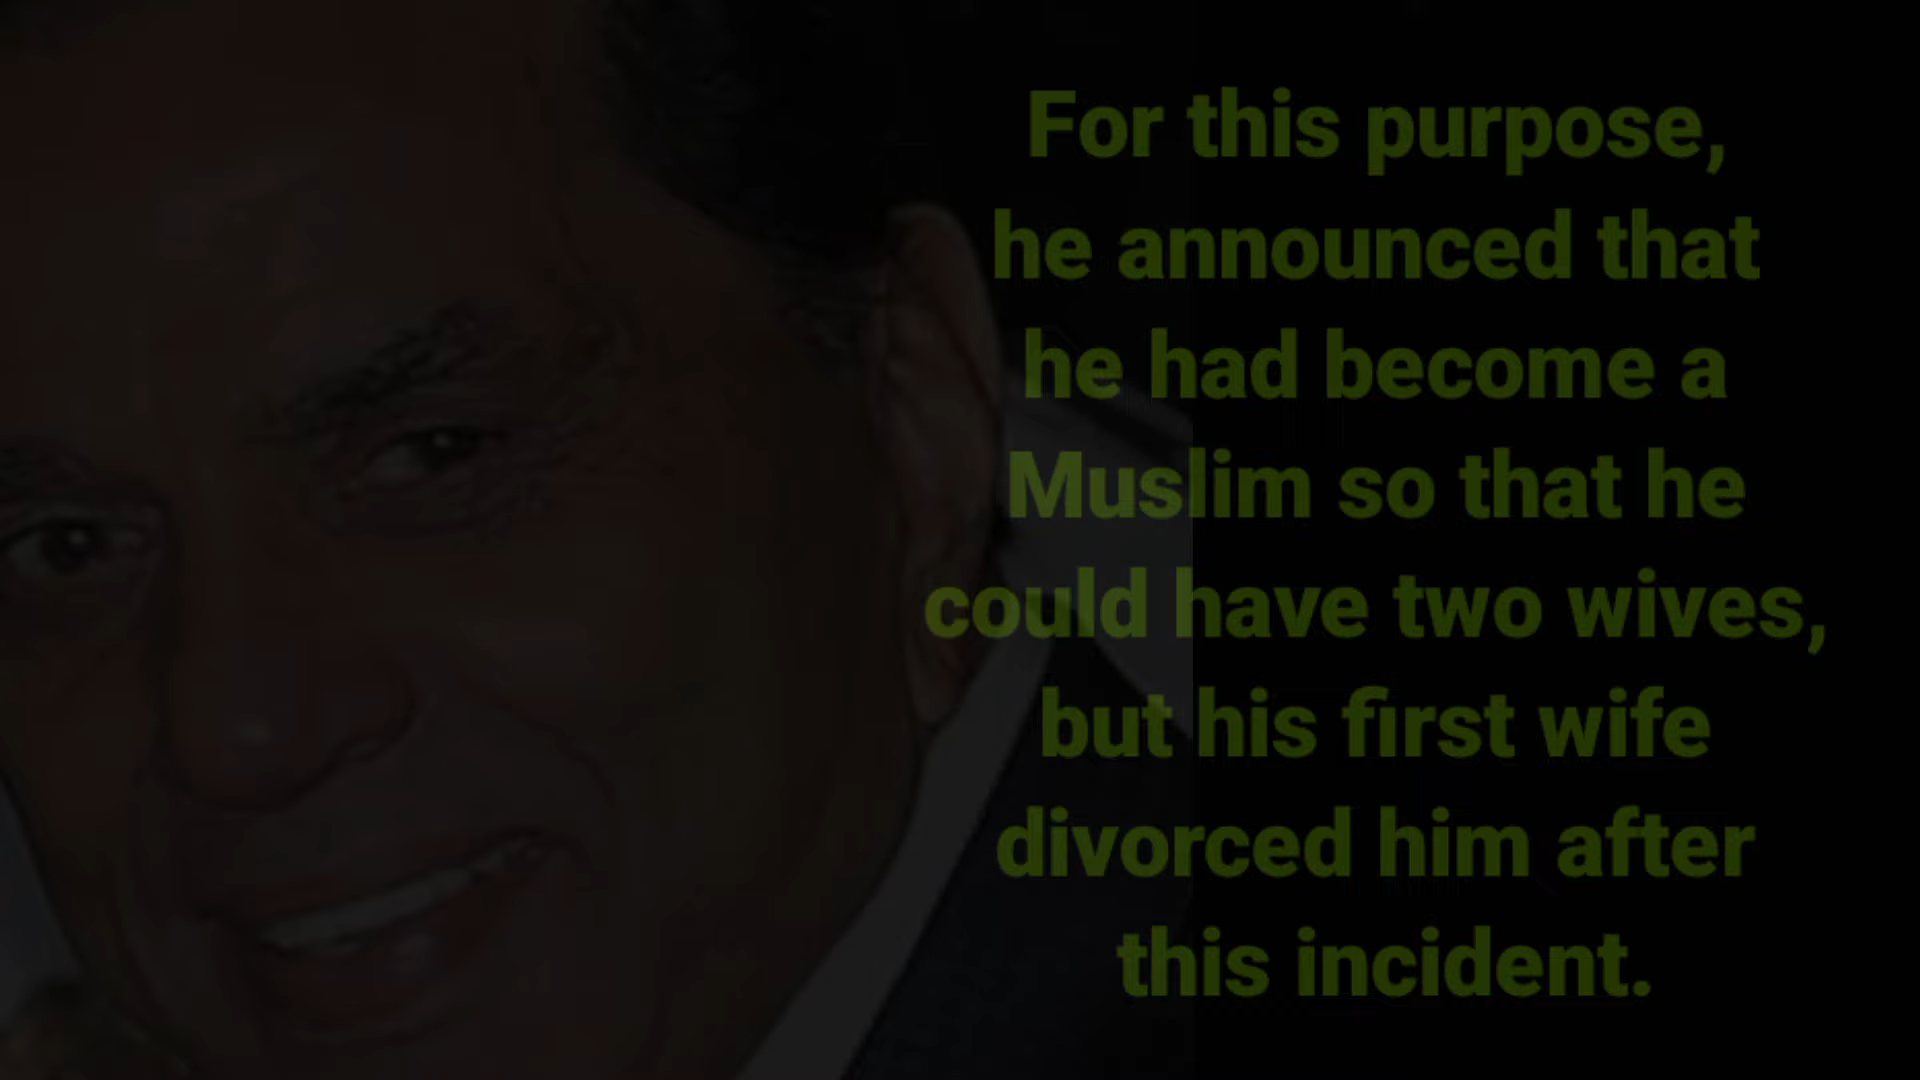 For this purpose,
he announced that
he had become a
Muslim so that he
could have two wives,
but his first wife
divorced him after
this incident.